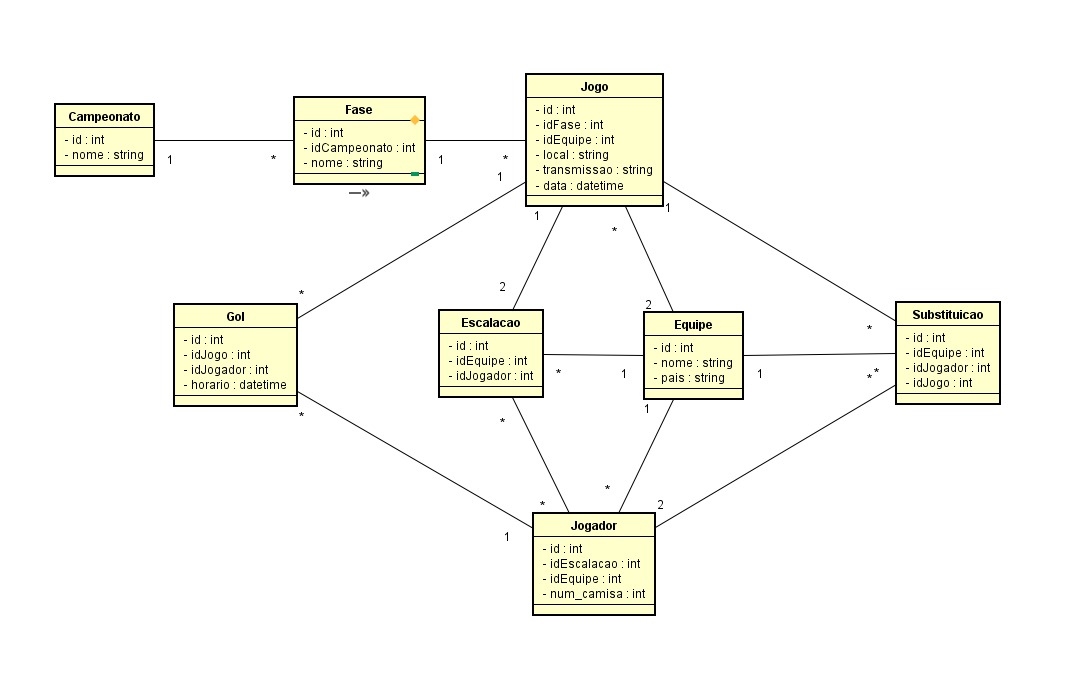 Campeonato
- id : int
- nome : string
1
*
Fase
- id : int
- idCampeonato : int
- nome : string
1
*
Jogo
- id : int
- idFase : int
- idEquipe : int
- local : string
- transmissao : string
- data : datetime
1
1
*
1
*
2
2
*
Gol
- id : int
- idJogo : int
- idJogador : int
- horario : datetime
*
Escalacao
- id : int
- idEquipe : int
- idJogador : int
*
1
*
Equipe
- id : int
- nome : string
- pais : string
1
1
*
Substituicao
- id : int
- idEquipe : int
- idJogador : int
- idJogo : int
*
*
*
2
1
Jogador
- id : int
- idEscalacao : int
- idEquipe : int
- num_camisa : int